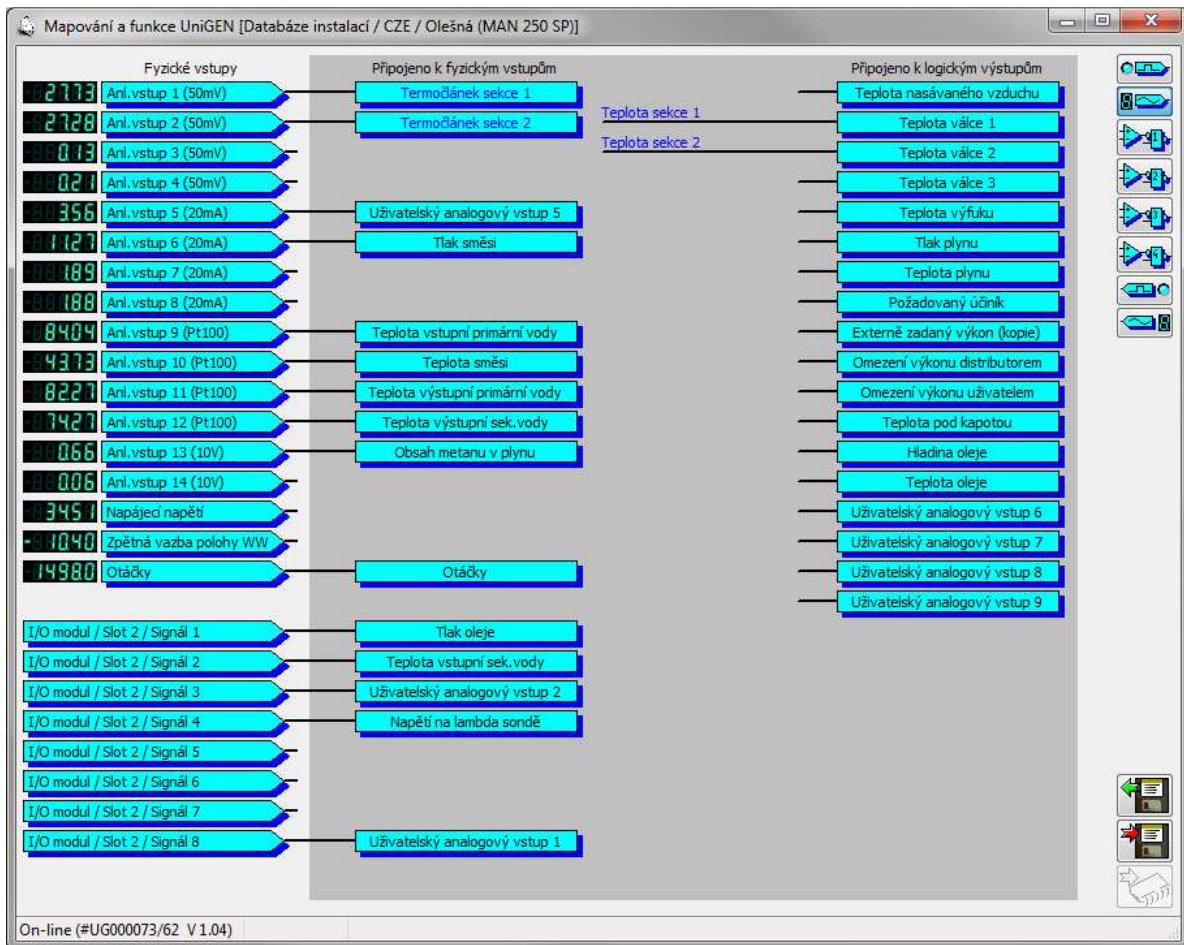 Mapování a funkce UniGEN [Databáze instalací / CZE / Olešná (MAN 250 SP)]
Fyzické vstupy Připojeno k fyzickým vstupům Připojeno k logickým výstupům
27.73 Anl.vstup 1 (50mV) Termočlánek sekce 1 Teplota nasávaného vzduchu
27.28 Anl.vstup 2 (50mV) Termočlánek sekce 2 Teplota sekce 1 Teplota válce 1
0.13 Anl.vstup 3 (50mV) Teplota sekce 2 Teplota válce 2
0.21 Anl.vstup 4 (50mV) Teplota válce 3
3.56 Anl.vstup 5 (20mA) Uživatelský analogový vstup 5 Teplota výfuku
11.27 Anl.vstup 6 (20mA) Tlak směsi Tlak plynu
1.89 Anl.vstup 7 (20mA) Teplota plynu
1.88 Anl.vstup 8 (20mA) Požadovaný účiník
84.04 Anl.vstup 9 (Pt100) Teplota vstupní primární vody Externě zadaný výkon (kopie)
43.73 Anl.vstup 10 (Pt100) Teplota směsi Omezení výkonu distributorem
82.27 Anl.vstup 11 (Pt100) Teplota výstupní primární vody Omezení výkonu uživatelem
74.27 Anl.vstup 12 (Pt100) Teplota výstupní sek.vody Teplota pod kapotou
0.66 Anl.vstup 13 (10V) Obsah metanu v plynu Hladina oleje
0.06 Anl.vstup 14 (10V) Teplota oleje
34.51 Napájecí napětí Uživatelský analogový vstup 6
-10.40 Zpětná vazba polohy WW Uživatelský analogový vstup 7
1498.0 Otáčky Otáčky Uživatelský analogový vstup 8
Uživatelský analogový vstup 9
I/O modul / Slot 2 / Signál 1 Tlak oleje
I/O modul / Slot 2 / Signál 2 Teplota vstupní sek.vody
I/O modul / Slot 2 / Signál 3 Uživatelský analogový vstup 2
I/O modul / Slot 2 / Signál 4 Napětí na lambda sondě
I/O modul / Slot 2 / Signál 5
I/O modul / Slot 2 / Signál 6
I/O modul / Slot 2 / Signál 7
I/O modul / Slot 2 / Signál 8 Uživatelský analogový vstup 1
On-line (#UG000073/62 V 1.04)